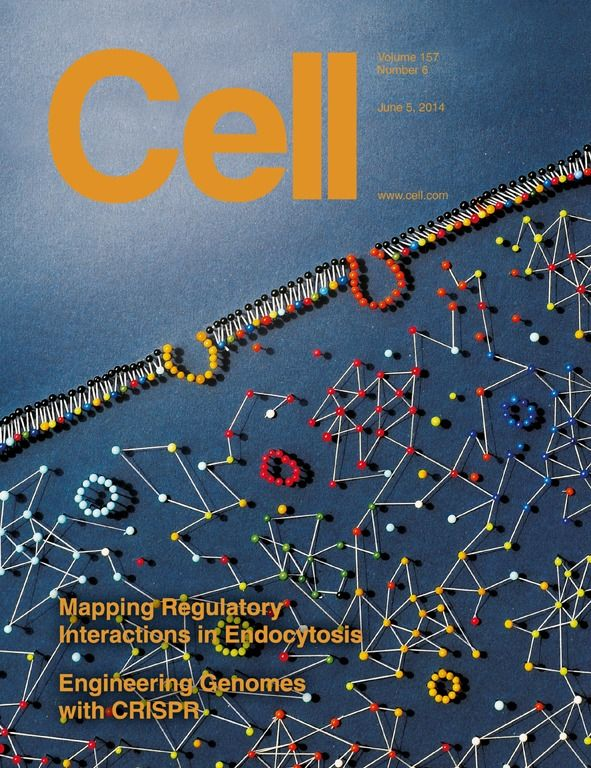 Cell
Volume 157
Number 6
June 5, 2014
www.cell.com
Mapping Regulatory
Interactions in Endocytosis
Engineering Genomes
with CRISPR